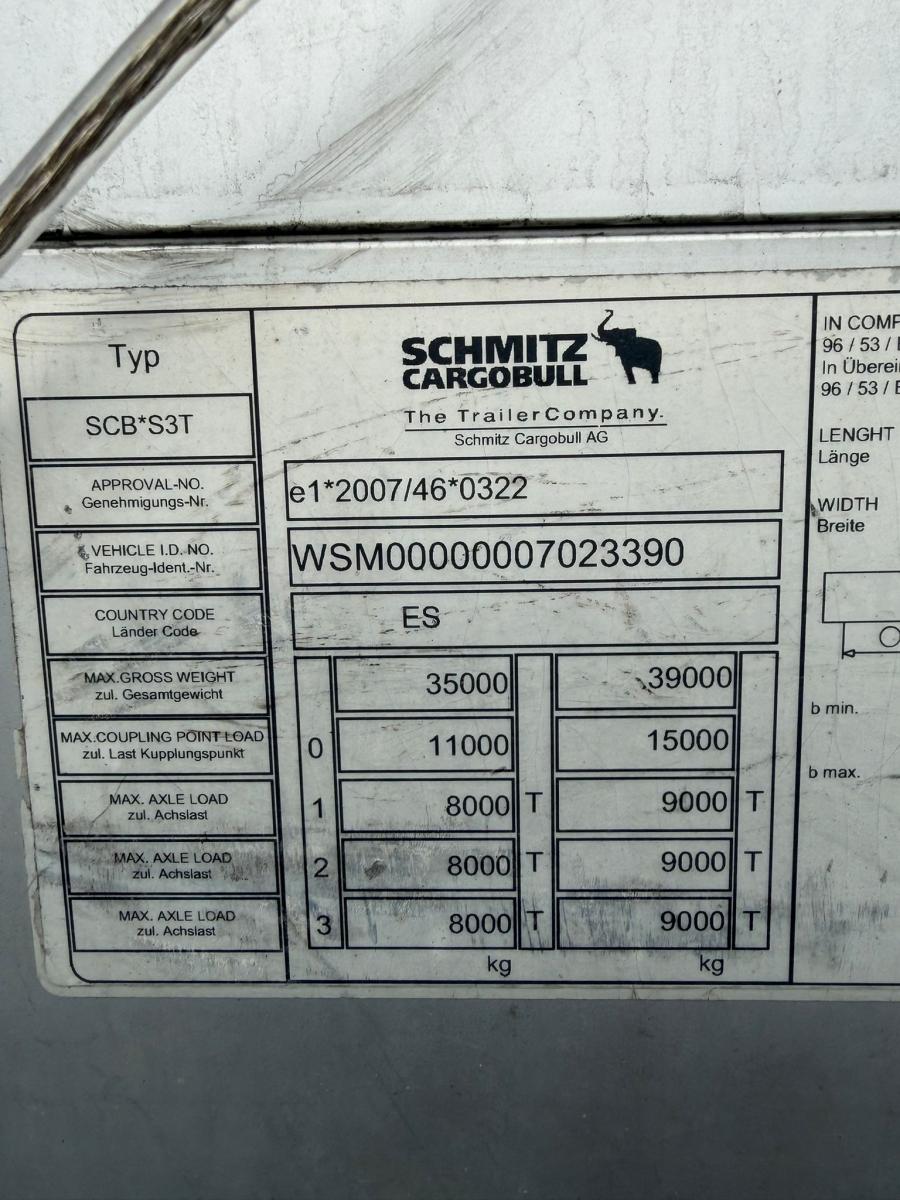 Typ
SCB*S3T
SCHMITZ
CARGOBULL
The TrailerCompany.
Schmitz Cargobull AG
APPROVAL-NO.
Genehmigungs-Nr.
e1*2007/46*0322
VEHICLE I.D. NO.
Fahrzeug-Ident.-Nr.
WSM00000007023390
COUNTRY CODE
Länder Code
ES
MAX.GROSS WEIGHT
zul. Gesamtgewicht
35000 39000
MAX.COUPLING POINT LOAD
zul. Last Kupplungspunkt
0 11000 15000
MAX. AXLE LOAD
zul. Achslast
1 8000 T 9000 T
MAX. AXLE LOAD
zul. Achslast
2 8000 T 9000 T
MAX. AXLE LOAD
zul. Achslast
3 8000 T 9000 T
kg kg
IN COMP
96 / 53 / E
In Überei
96 / 53 / E
LENGHT
Länge
WIDTH
Breite
b min.
b max.